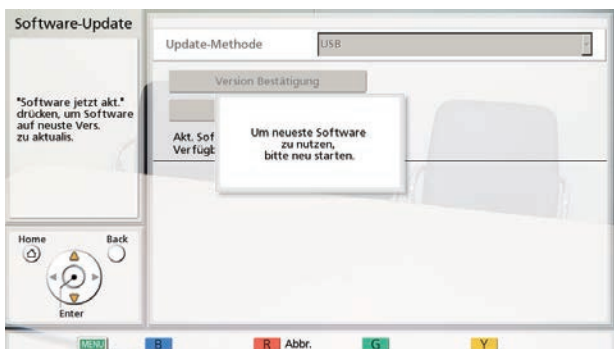 Software-Update
Update-Methode
USB
Version Bestätigung
"Software jetzt akt."
drücken, um Software
auf neuste Vers.
zu aktualis.
Akt. Sof
Verfügb
Um neueste Software
zu nutzen,
bitte neu starten.
Home
Back
Enter
MENU
B
R Abbr.
G
Y